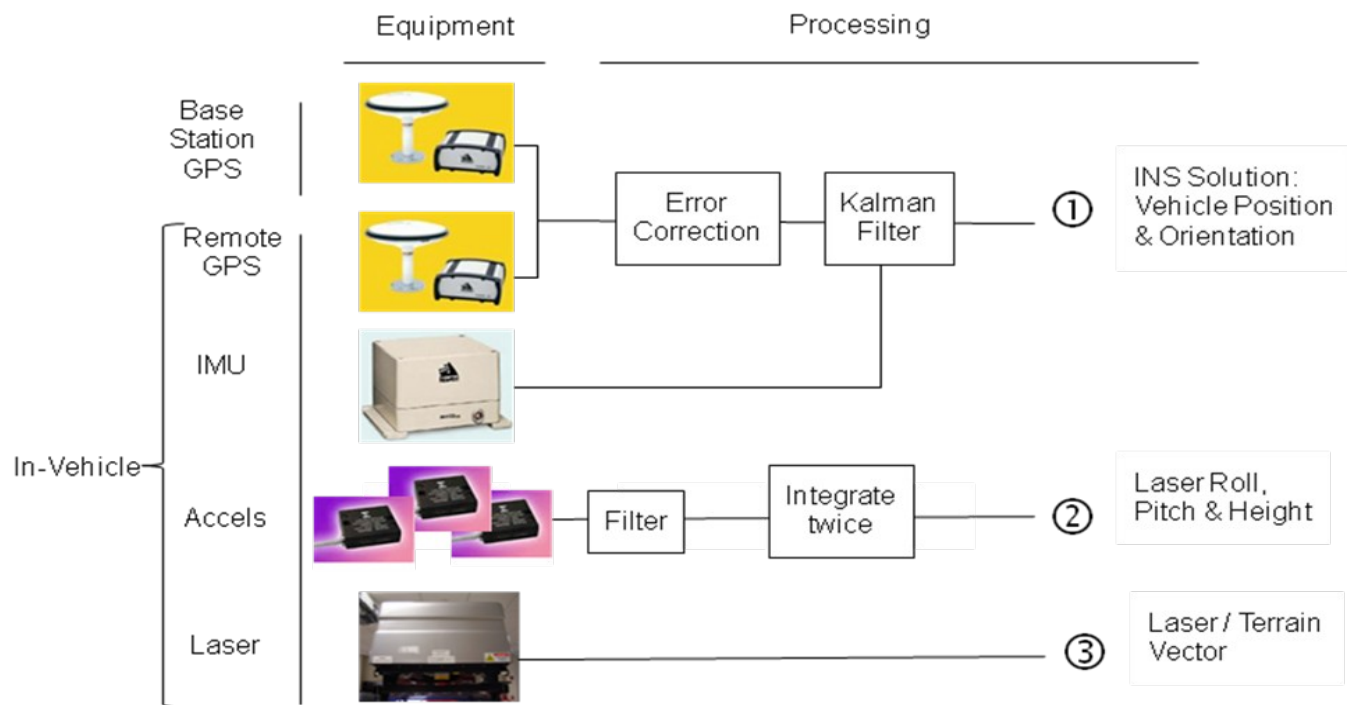 Equipment
Processing
Base
Station
GPS
Remote
GPS
IMU
In-Vehicle
Accels
Laser
Error
Correction
Kalman
Filter
Filter
Integrate
twice
①
INS Solution:
Vehicle Position
& Orientation
②
Laser Roll,
Pitch & Height
③
Laser / Terrain
Vector